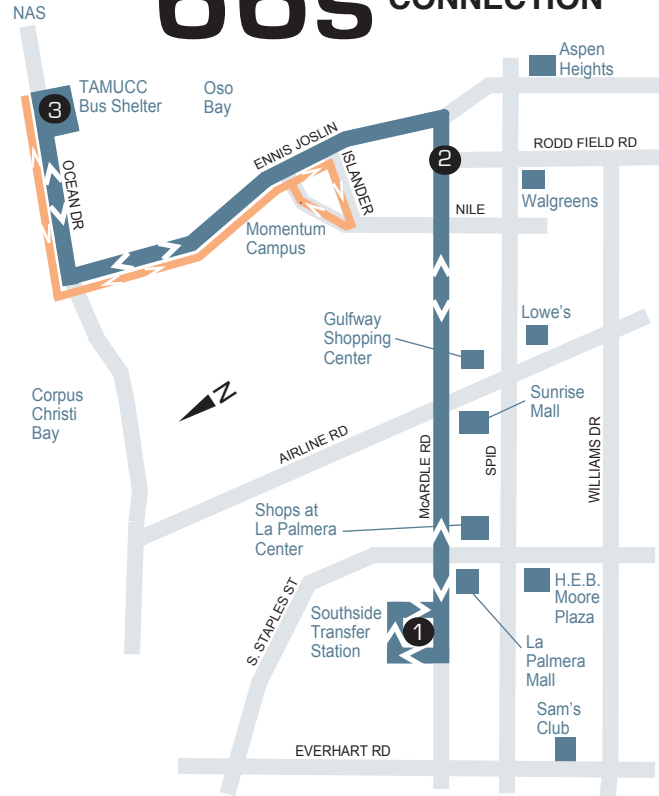 66s CONNECTION
NAS
Aspen
Heights
TAMUCC
Bus Shelter
3
Oso
Bay
ENNIS JOSLIN
ISLANDER
2
RODD FIELD RD
OCEAN DR
Walgreens
NILE
Momentum
Campus
Gulfway
Shopping
Center
Lowe's
N
Corpus
Christi
Bay
Sunrise
Mall
AIRLINE RD
McARDLE RD
SPID
WILLIAMS DR
Shops at
La Palmera
Center
S. STAPLES ST
Southside
Transfer
Station
1
H.E.B.
Moore
Plaza
La
Palmera
Mall
Sam's
Club
EVERHART RD